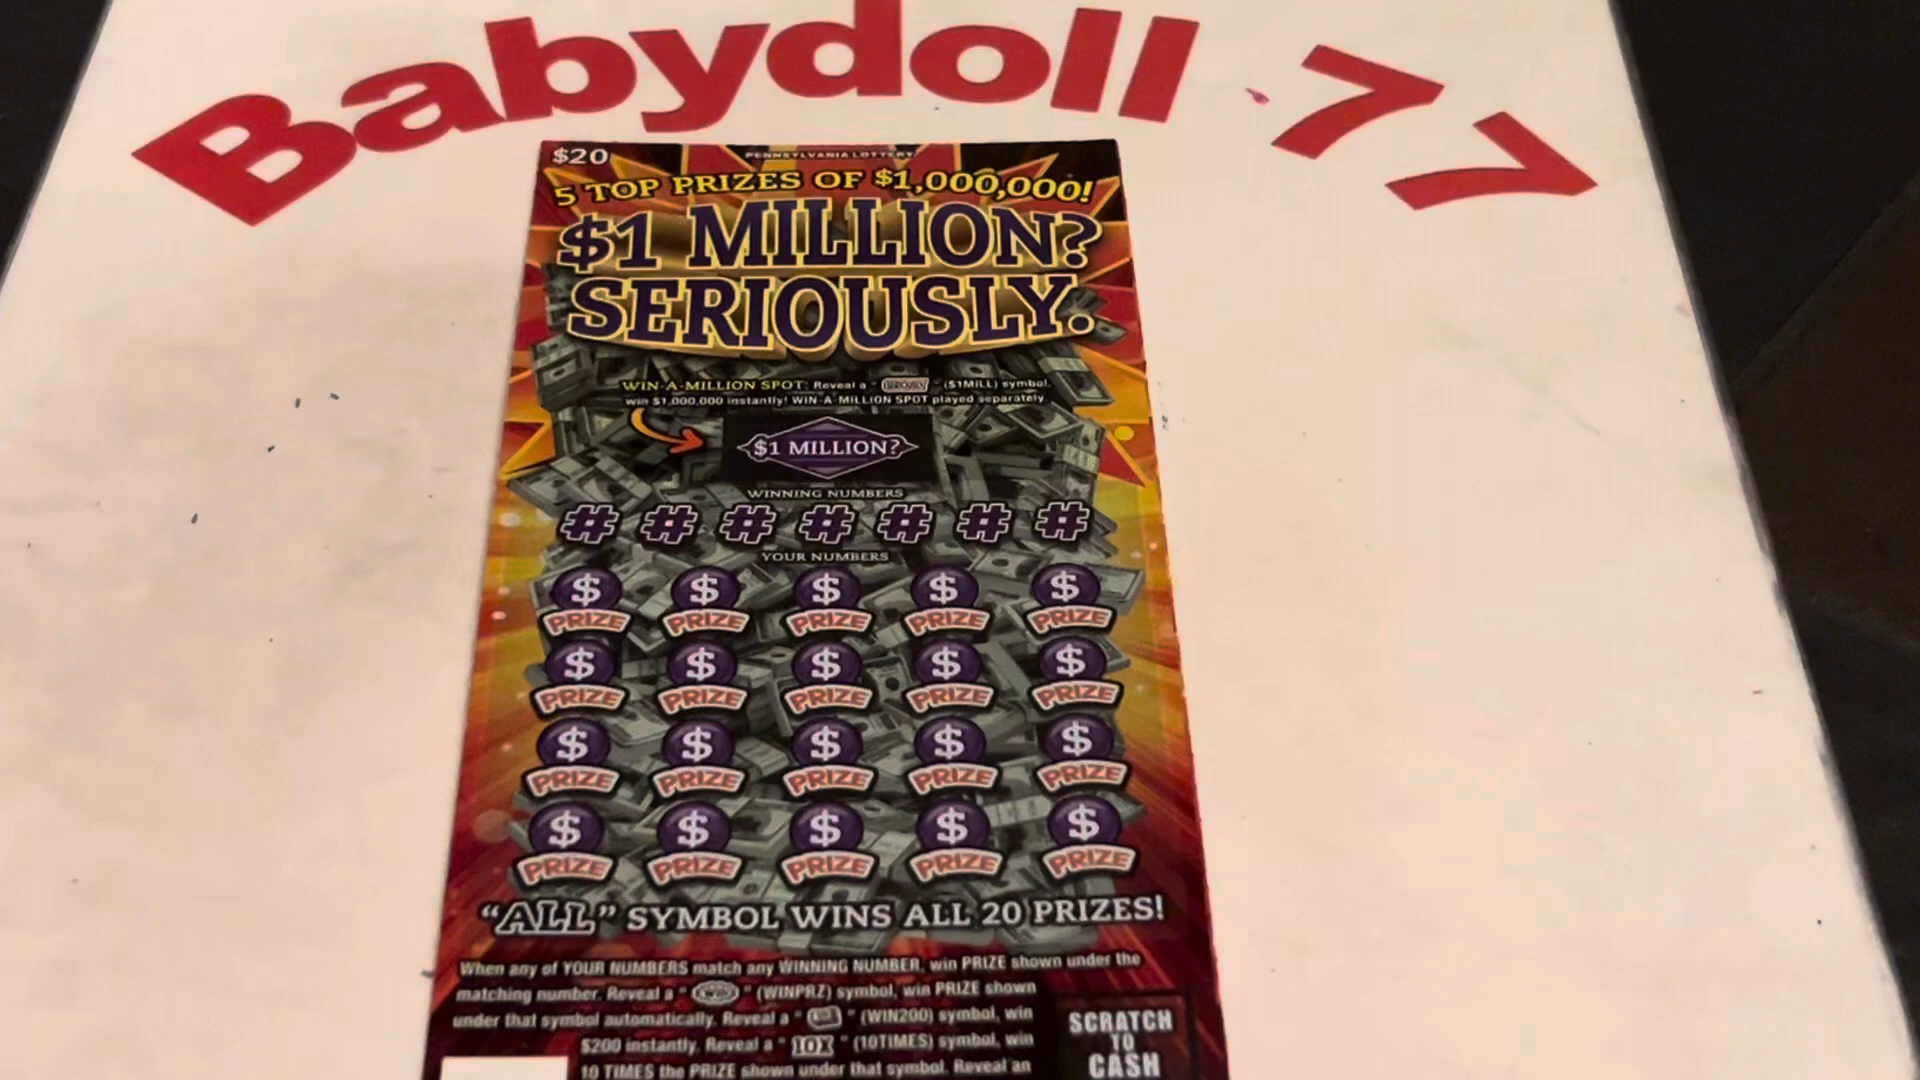 Babydoll 77
$20
PENNSYLVANIA LOTTERY
5 TOP PRIZES OF $1,000,000!
$1 MILLION?
SERIOUSLY.
WIN-A-MILLION SPOT: Reveal a " SERIOUSLY " ($1MILL) symbol,
win $1,000,000 instantly! WIN-A-MILLION SPOT played separately.
$1 MILLION?
WINNING NUMBERS
# # # # # # #
YOUR NUMBERS
$ $ $ $ $
PRIZE PRIZE PRIZE PRIZE PRIZE
$ $ $ $ $
PRIZE PRIZE PRIZE PRIZE PRIZE
$ $ $ $ $
PRIZE PRIZE PRIZE PRIZE PRIZE
$ $ $ $ $
PRIZE PRIZE PRIZE PRIZE PRIZE
"ALL" SYMBOL WINS ALL 20 PRIZES!
When any of YOUR NUMBERS match any WINNING NUMBER, win PRIZE shown under the
matching number. Reveal a " WIN " (WINPRZ) symbol, win PRIZE shown
under that symbol automatically. Reveal a " " (WIN200) symbol, win
$200 instantly. Reveal a " 10X " (10TIMES) symbol, win
10 TIMES the PRIZE shown under that symbol. Reveal an
SCRATCH
TO
CASH